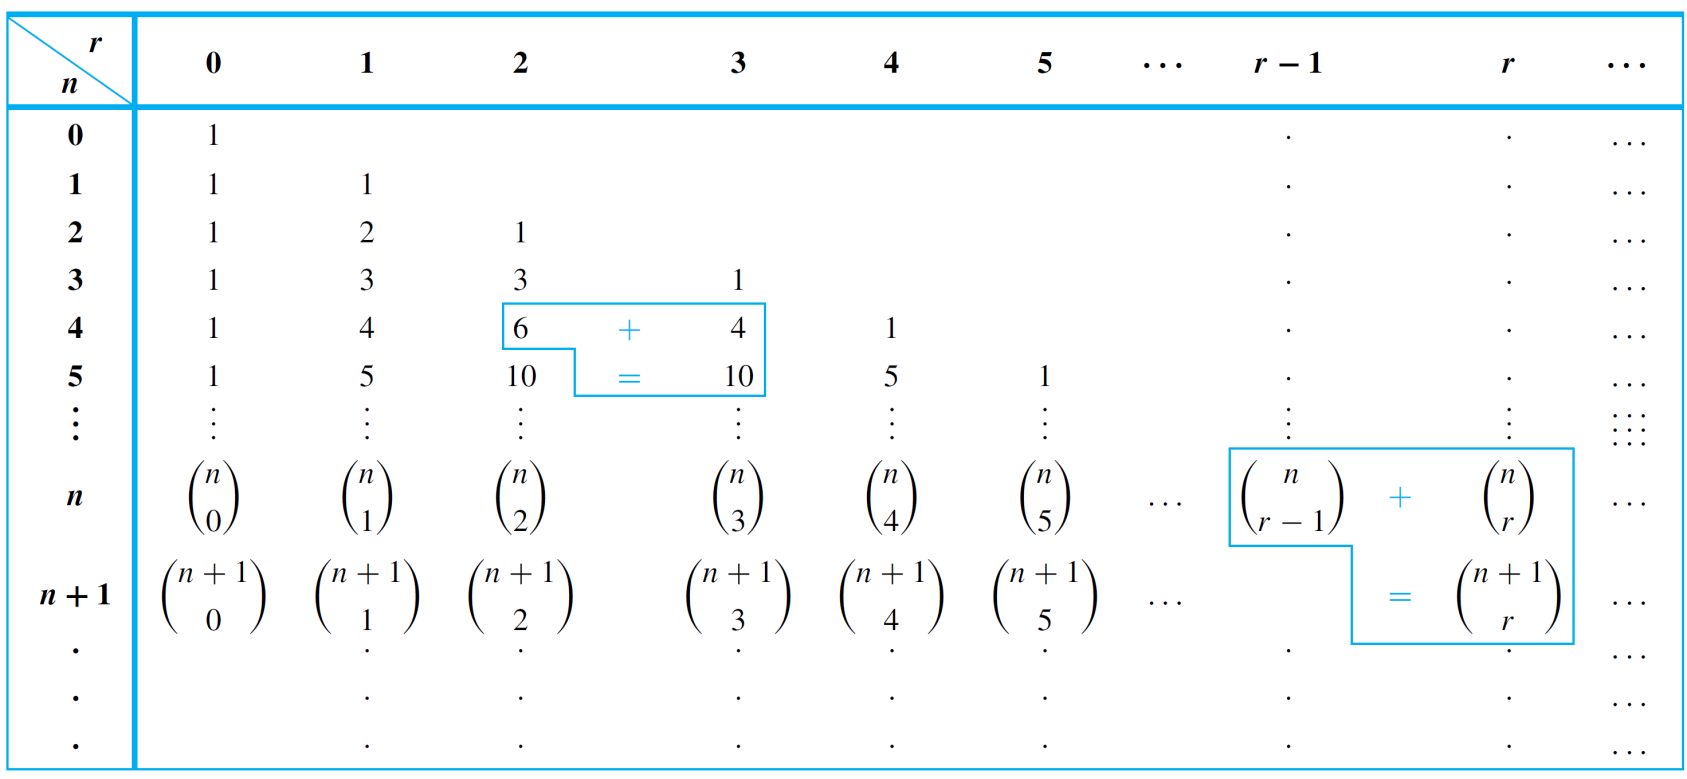 r
n 0 1 2 3 4 5 ··· r − 1 r ···
0 1 . . ...
1 1 1 . . ...
2 1 2 1 . . ...
3 1 3 3 1 . . ...
4 1 4 6 + 4 1 . . ...
5 1 5 10 = 10 5 1 . . ...
⋮ ⋮ ⋮ ⋮ ⋮ ⋮ ⋮ ⋮ ⋮ ⋮⋮⋮
n (n 0) (n 1) (n 2) (n 3) (n 4) (n 5) ... (n r − 1) + (n r) ...
n + 1 (n + 1 0) (n + 1 1) (n + 1 2) (n + 1 3) (n + 1 4) (n + 1 5) ... = (n + 1 r) ...
. . . . . . . . ...
. . . . . . . . ...
. . . . . . . . ...